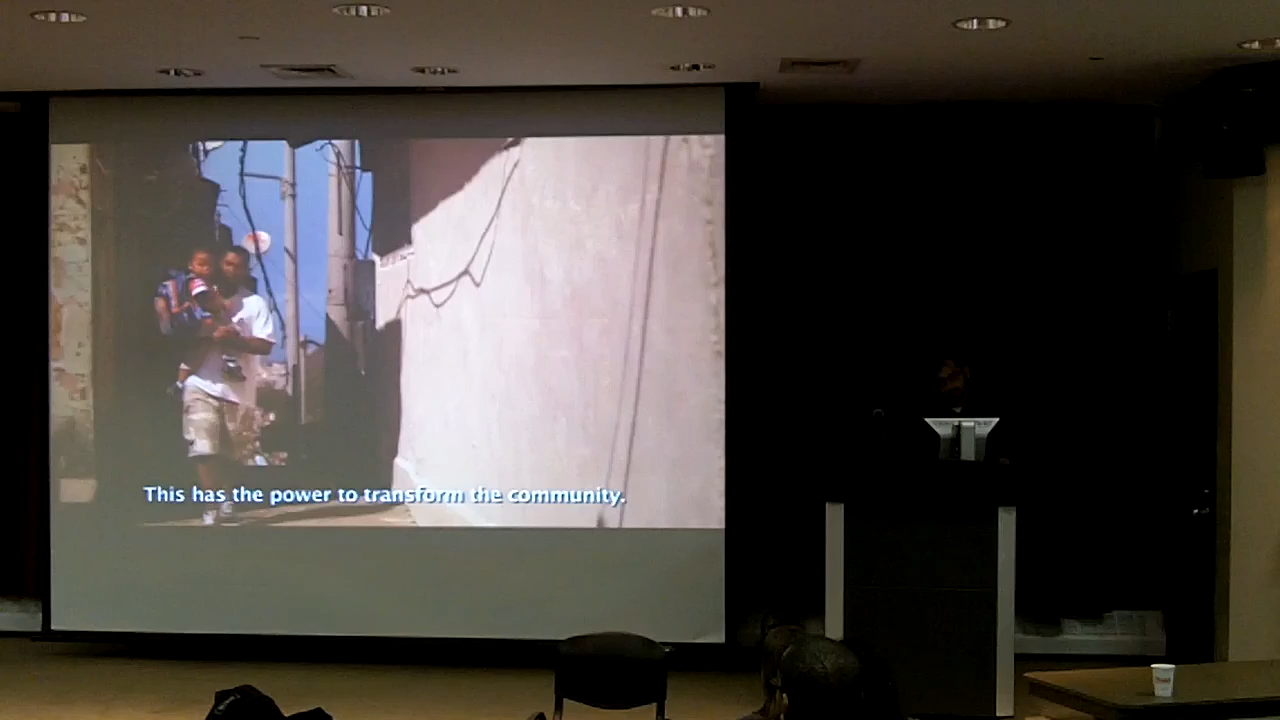 This has the power to transform the community.